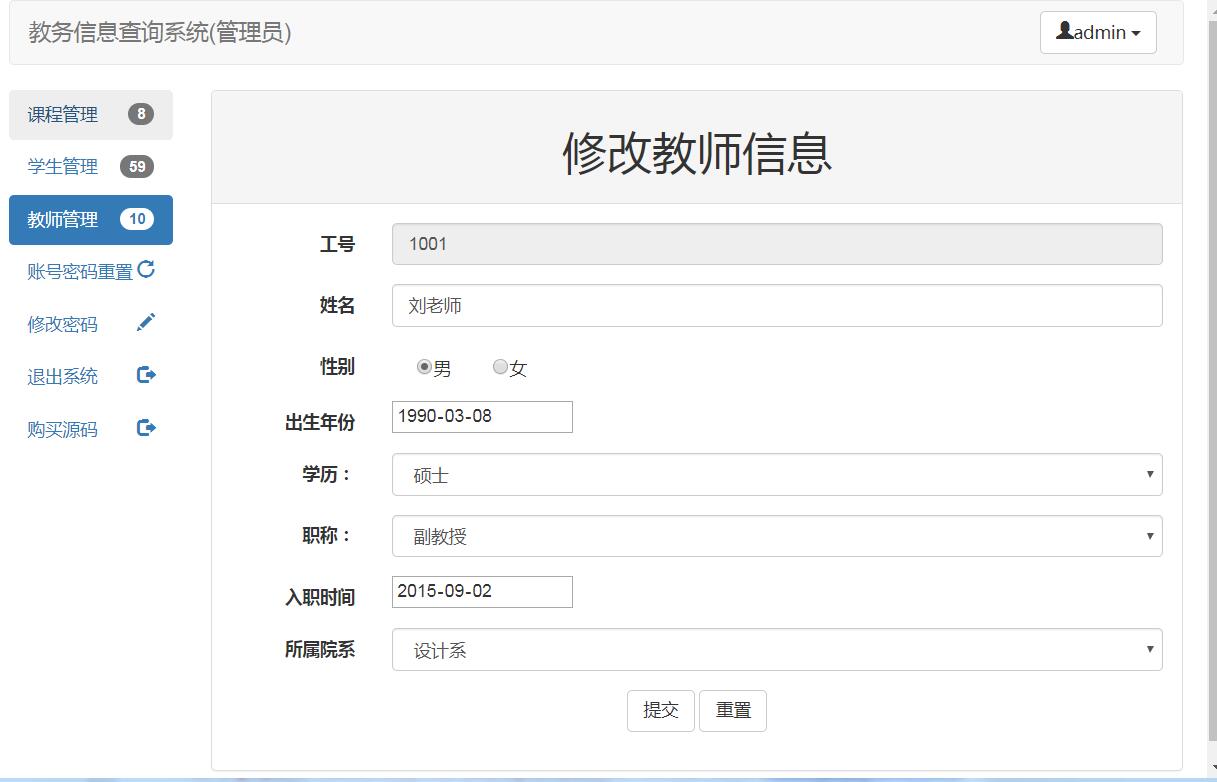 教务信息查询系统(管理员)
admin
课程管理 8
学生管理 59
教师管理 10
账号密码重置
修改密码
退出系统
购买源码
修改教师信息
工号 1001
姓名 刘老师
性别 男 女
出生年份 1990-03-08
学历： 硕士
职称： 副教授
入职时间 2015-09-02
所属院系 设计系
提交 重置